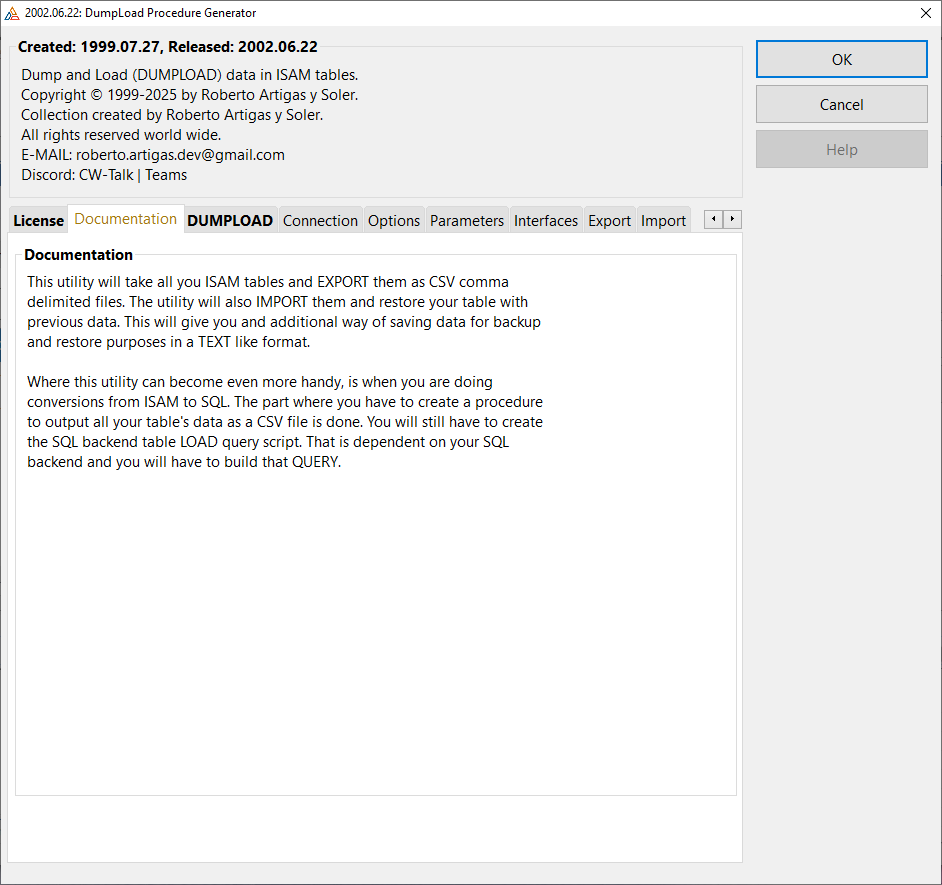 2002.06.22: DumpLoad Procedure Generator
Created: 1999.07.27, Released: 2002.06.22
Dump and Load (DUMPLOAD) data in ISAM tables.
Copyright © 1999-2025 by Roberto Artigas y Soler.
Collection created by Roberto Artigas y Soler.
All rights reserved world wide.
E-MAIL: roberto.artigas.dev@gmail.com
Discord: CW-Talk | Teams
OK
Cancel
Help
License Documentation DUMPLOAD Connection Options Parameters Interfaces Export Import
Documentation
This utility will take all you ISAM tables and EXPORT them as CSV comma
delimited files. The utility will also IMPORT them and restore your table with
previous data. This will give you and additional way of saving data for backup
and restore purposes in a TEXT like format.
Where this utility can become even more handy, is when you are doing
conversions from ISAM to SQL. The part where you have to create a procedure
to output all your table's data as a CSV file is done. You will still have to create
the SQL backend table LOAD query script. That is dependent on your SQL
backend and you will have to build that QUERY.